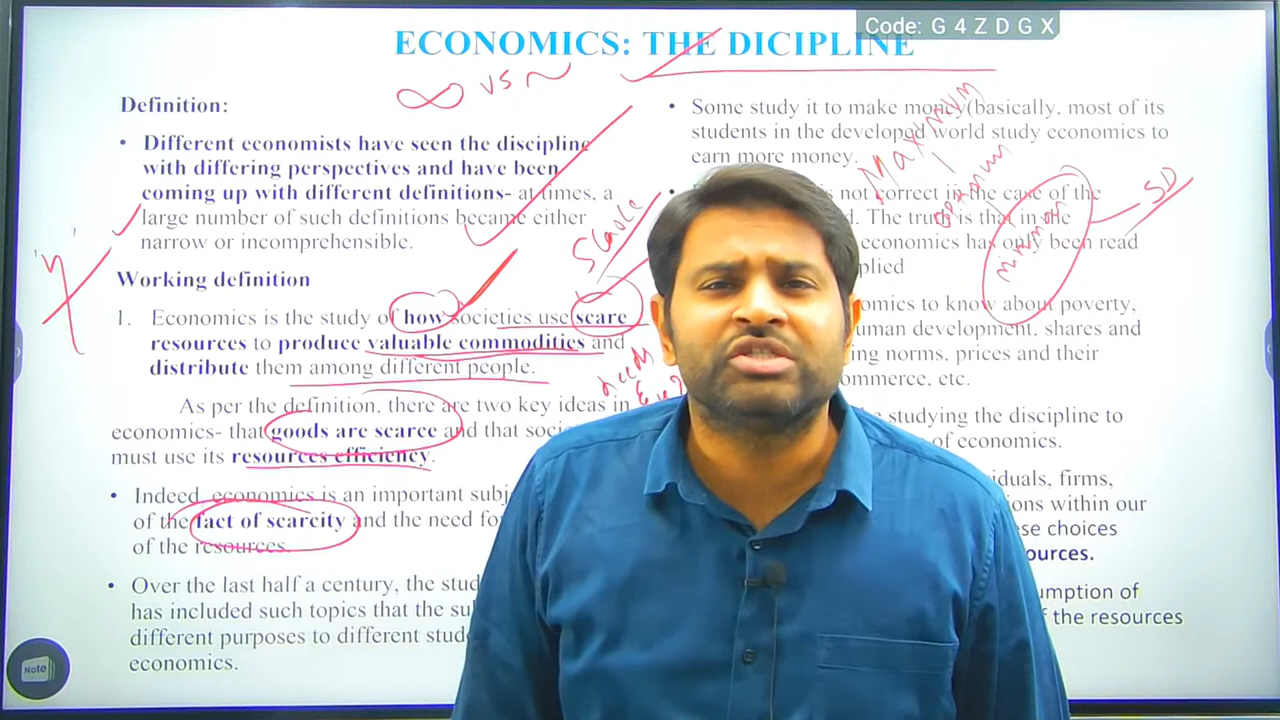 Code: G4ZDGX
ECONOMICS: THE DICIPLINE
∞ vs ~
Definition:
• Different economists have seen the discipline
with differing perspectives and have been
coming up with different definitions- at times, a
large number of such definitions became either
narrow or incomprehensible.
'η'
Working definition
Scarce
1. Economics is the study of how societies use scare
resources to produce valuable commodities and
distribute them among different people.
needs
As per the definition, there are two key ideas in
economics- that goods are scarce and that soci
must use its resources efficiency.
• Indeed, economics is an important subj
of the fact of scarcity and the need fo
of the resources.
• Over the last half a century, the stud
has included such topics that the su
different purposes to different stud
economics.
Note
• Some study it to make money(basically, most of its
students in the developed world study economics to
earn more money.
Maximum
optimum
minimum
SD
is not correct in the case of the
d. The truth is that in the
economics has only been read
plied
omics to know about poverty,
uman development, shares and
ing norms, prices and their
ommerce, etc.
studying the discipline to
of economics.
iduals, firms,
ions within our
se choices
ources.
umption of
f the resources